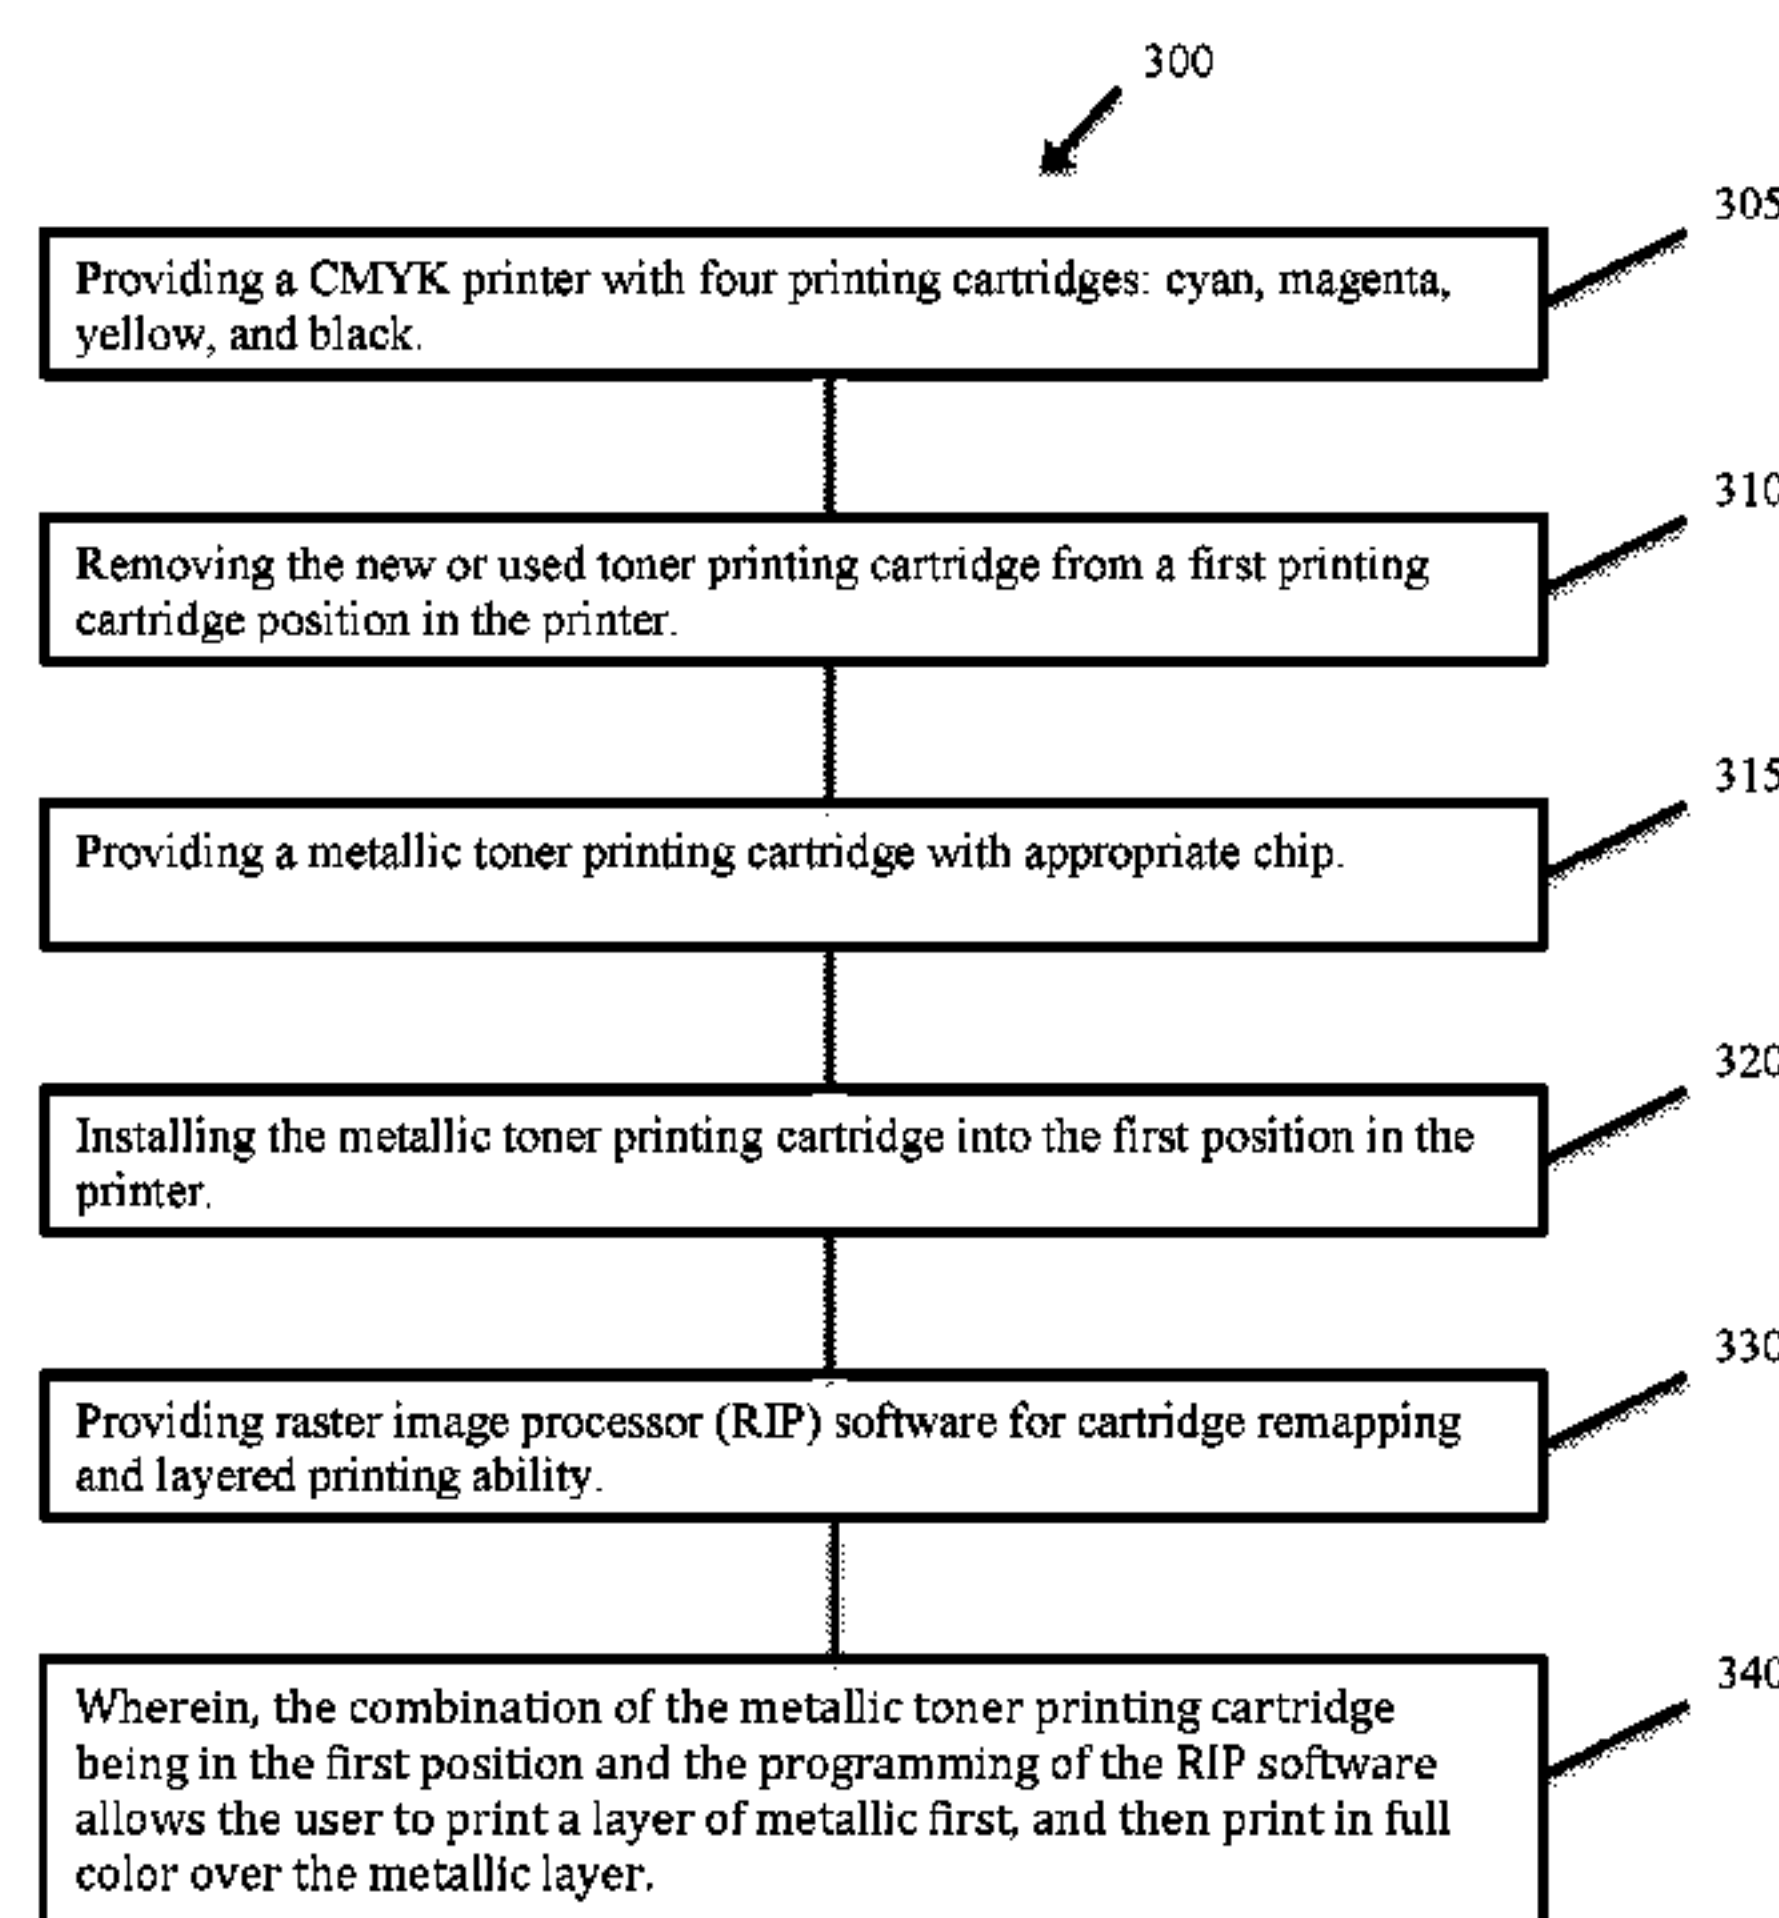 300
305
Providing a CMYK printer with four printing cartridges: cyan, magenta,
yellow, and black.
310
Removing the new or used toner printing cartridge from a first printing
cartridge position in the printer.
315
Providing a metallic toner printing cartridge with appropriate chip.
320
Installing the metallic toner printing cartridge into the first position in the
printer.
330
Providing raster image processor (RIP) software for cartridge remapping
and layered printing ability.
340
Wherein, the combination of the metallic toner printing cartridge
being in the first position and the programming of the RIP software
allows the user to print a layer of metallic first, and then print in full
color over the metallic layer.